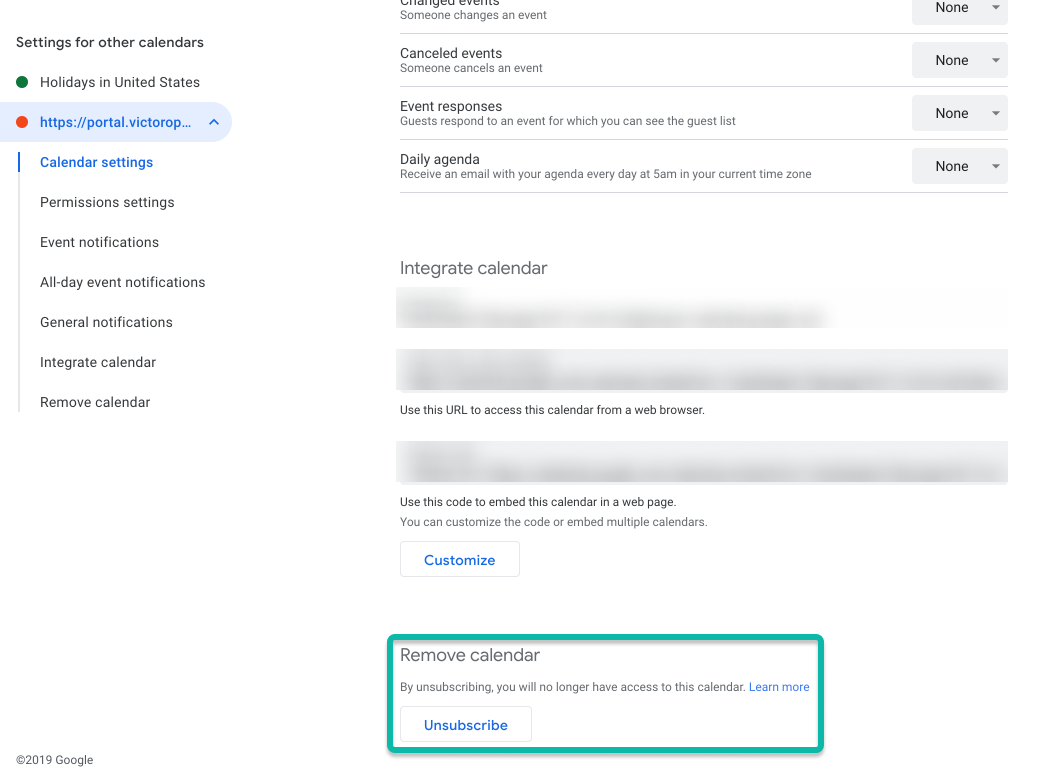 Settings for other calendars
Holidays in United States
https://portal.victorop...
Calendar settings
Permissions settings
Event notifications
All-day event notifications
General notifications
Integrate calendar
Remove calendar
©2019 Google
Changed events
Someone changes an event
None
Canceled events
Someone cancels an event
None
Event responses
Guests respond to an event for which you can see the guest list
None
Daily agenda
Receive an email with your agenda every day at 5am in your current time zone
None
Integrate calendar
Use this URL to access this calendar from a web browser.
Use this code to embed this calendar in a web page.
You can customize the code or embed multiple calendars.
Customize
Remove calendar
By unsubscribing, you will no longer have access to this calendar. Learn more
Unsubscribe